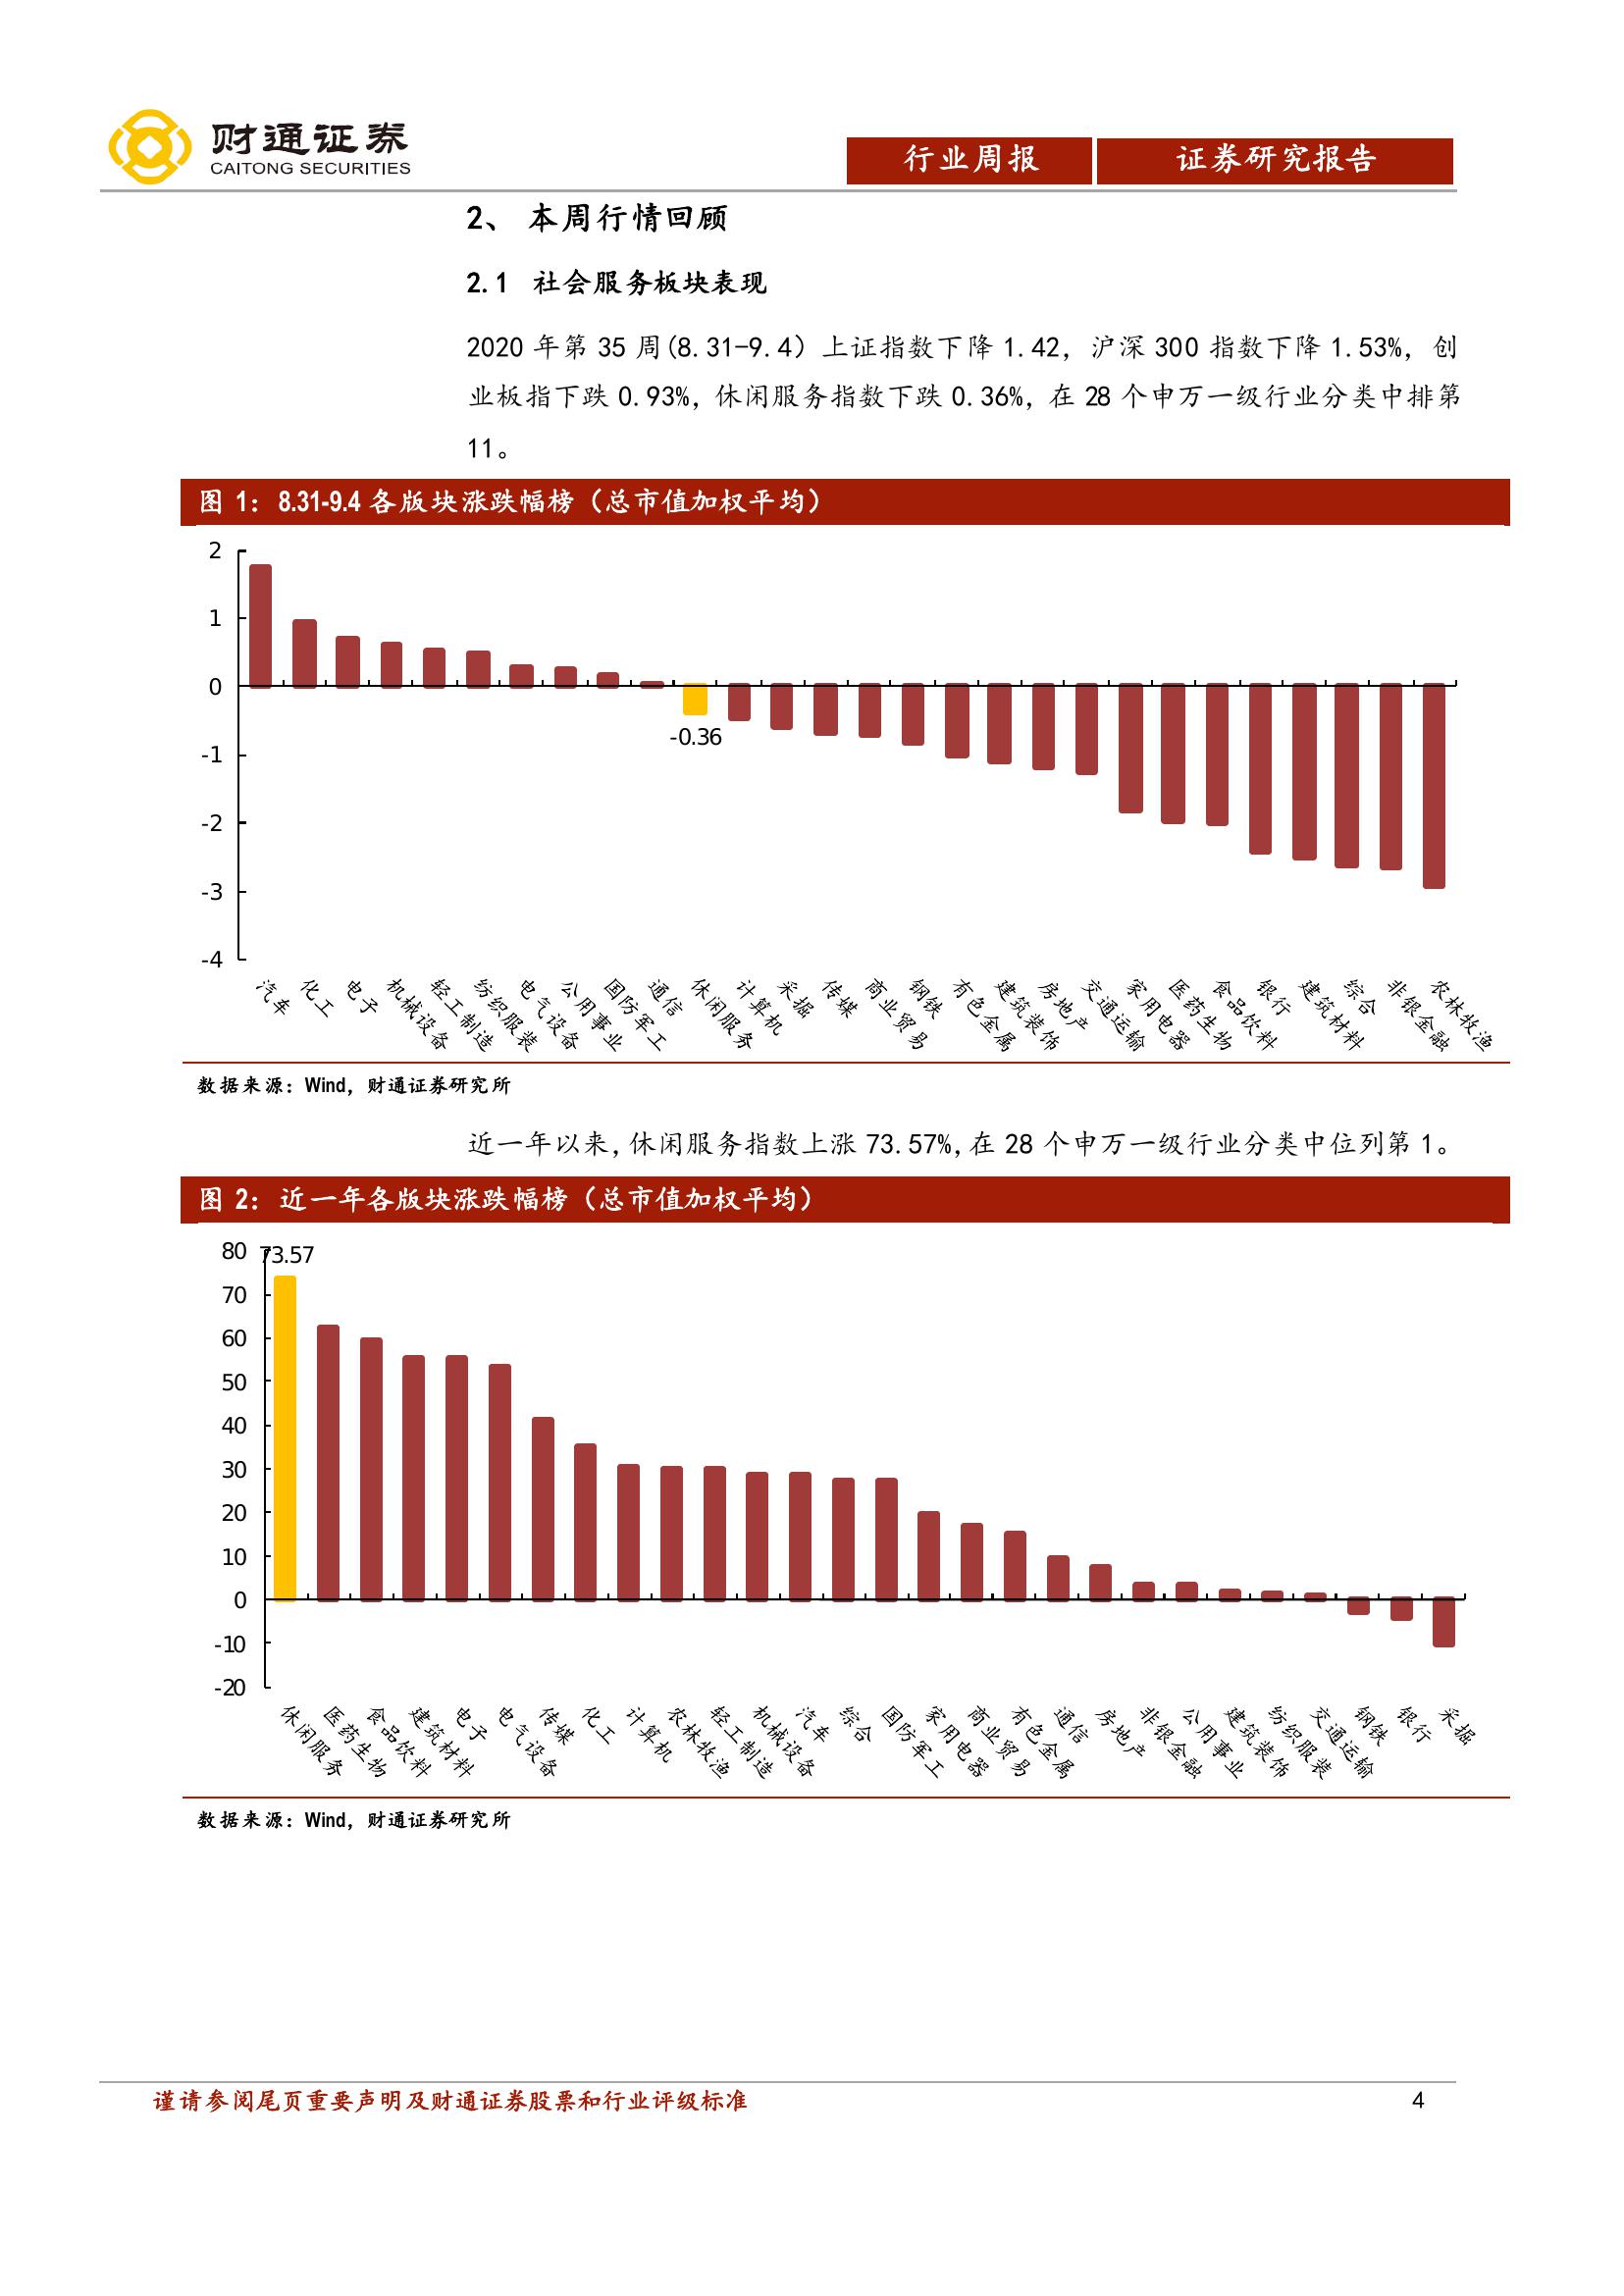 财通证券
CAITONG SECURITIES
行业周报
证券研究报告
2、 本周行情回顾
2.1 社会服务板块表现
2020 年第 35 周(8.31-9.4) 上证指数下降 1.42, 沪深 300 指数下降 1.53%, 创
业板指下跌 0.93%, 休闲服务指数下跌 0.36%, 在 28 个申万一级行业分类中排第
11。
图 1: 8.31-9.4 各版块涨跌幅榜（总市值加权平均）
2
1
0
-1
-2
-3
-4
-0.36
汽车
化工
电子
机械设备
轻工制造
纺织服装
电气设备
公用事业
国防军工
通信
休闲服务
计算机
采掘
传媒
商业贸易
钢铁
有色金属
建筑装饰
房地产
交通运输
家用电器
医药生物
食品饮料
银行
建筑材料
综合
非银金融
农林牧渔
数据来源: Wind, 财通证券研究所
近一年以来, 休闲服务指数上涨 73.57%, 在 28 个申万一级行业分类中位列第 1。
图 2: 近一年各版块涨跌幅榜（总市值加权平均）
80
70
60
50
40
30
20
10
0
-10
-20
73.57
休闲服务
医药生物
食品饮料
建筑材料
电子
电气设备
传媒
化工
计算机
农林牧渔
轻工制造
机械设备
汽车
综合
国防军工
家用电器
商业贸易
有色金属
通信
房地产
非银金融
公用事业
建筑装饰
纺织服装
交通运输
钢铁
银行
采掘
数据来源: Wind, 财通证券研究所
谨请参阅尾页重要声明及财通证券股票和行业评级标准
4